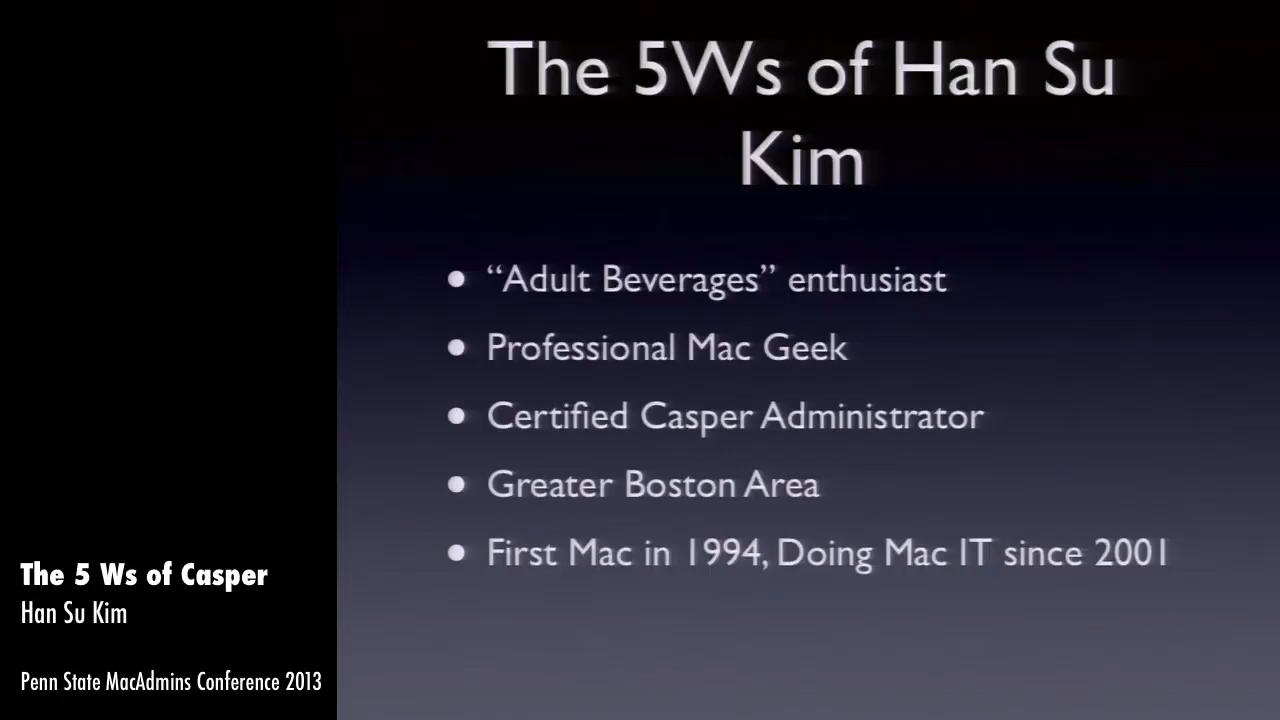 The 5Ws of Han Su
Kim
• “Adult Beverages” enthusiast
• Professional Mac Geek
• Certified Casper Administrator
• Greater Boston Area
• First Mac in 1994, Doing Mac IT since 2001
The 5 Ws of Casper
Han Su Kim
Penn State MacAdmins Conference 2013